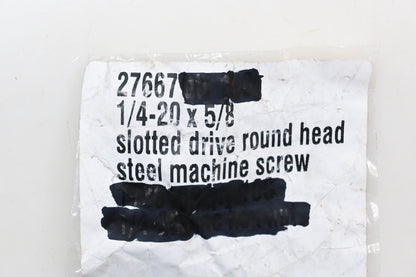 27667
1/4-20 x 5/8
slotted drive round head
steel machine screw